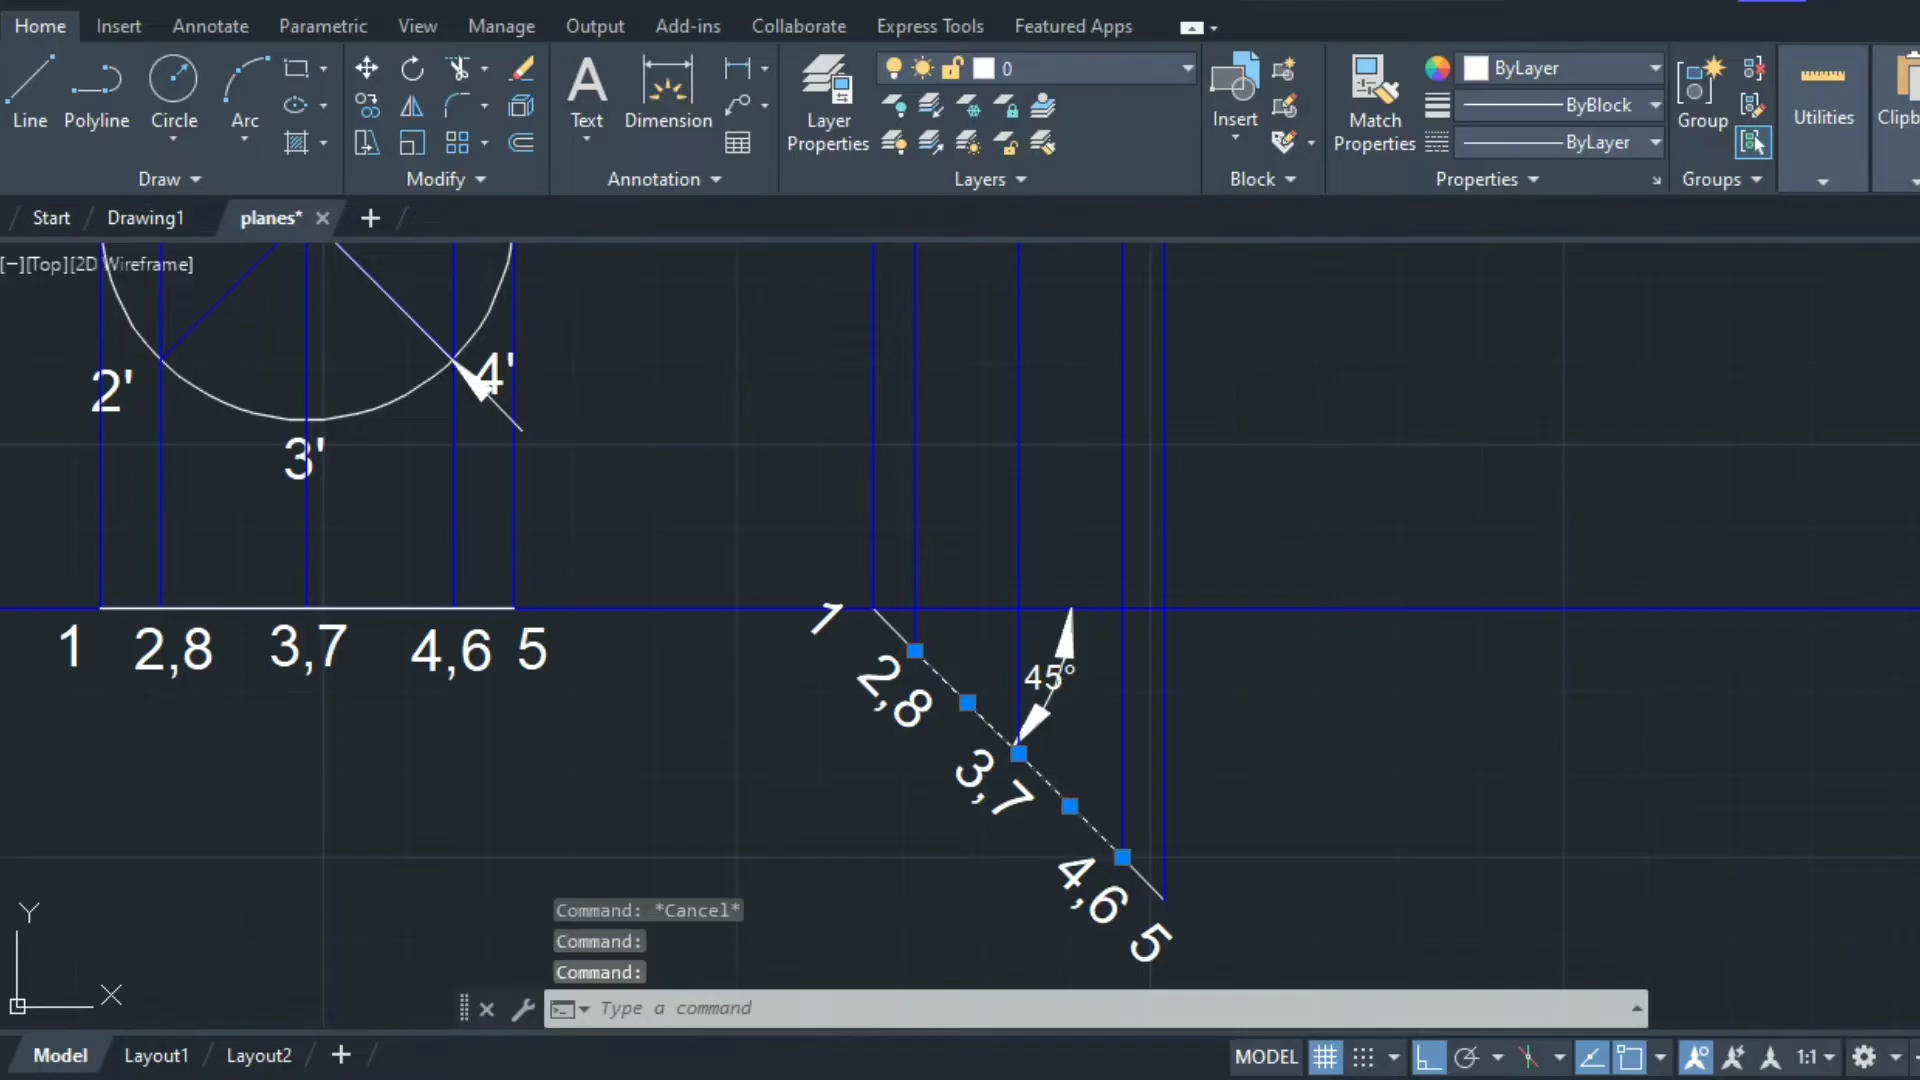 Home Insert Annotate Parametric View Manage Output Add-ins Collaborate Express Tools Featured Apps
Line Polyline Circle Arc
Text Dimension
Layer Properties
0
Insert
Match Properties
ByLayer
ByBlock
ByLayer
Group
Utilities
Draw Modify Annotation Layers Block Properties Groups
Start Drawing1 planes*
[−][Top][2D Wireframe]
2'
4'
3'
1 2,8 3,7 4,6 5
1
2,8
45°
3,7
4,6
5
Command: *Cancel*
Command:
Command:
Type a command
Y
X
Model Layout1 Layout2
MODEL 1:1